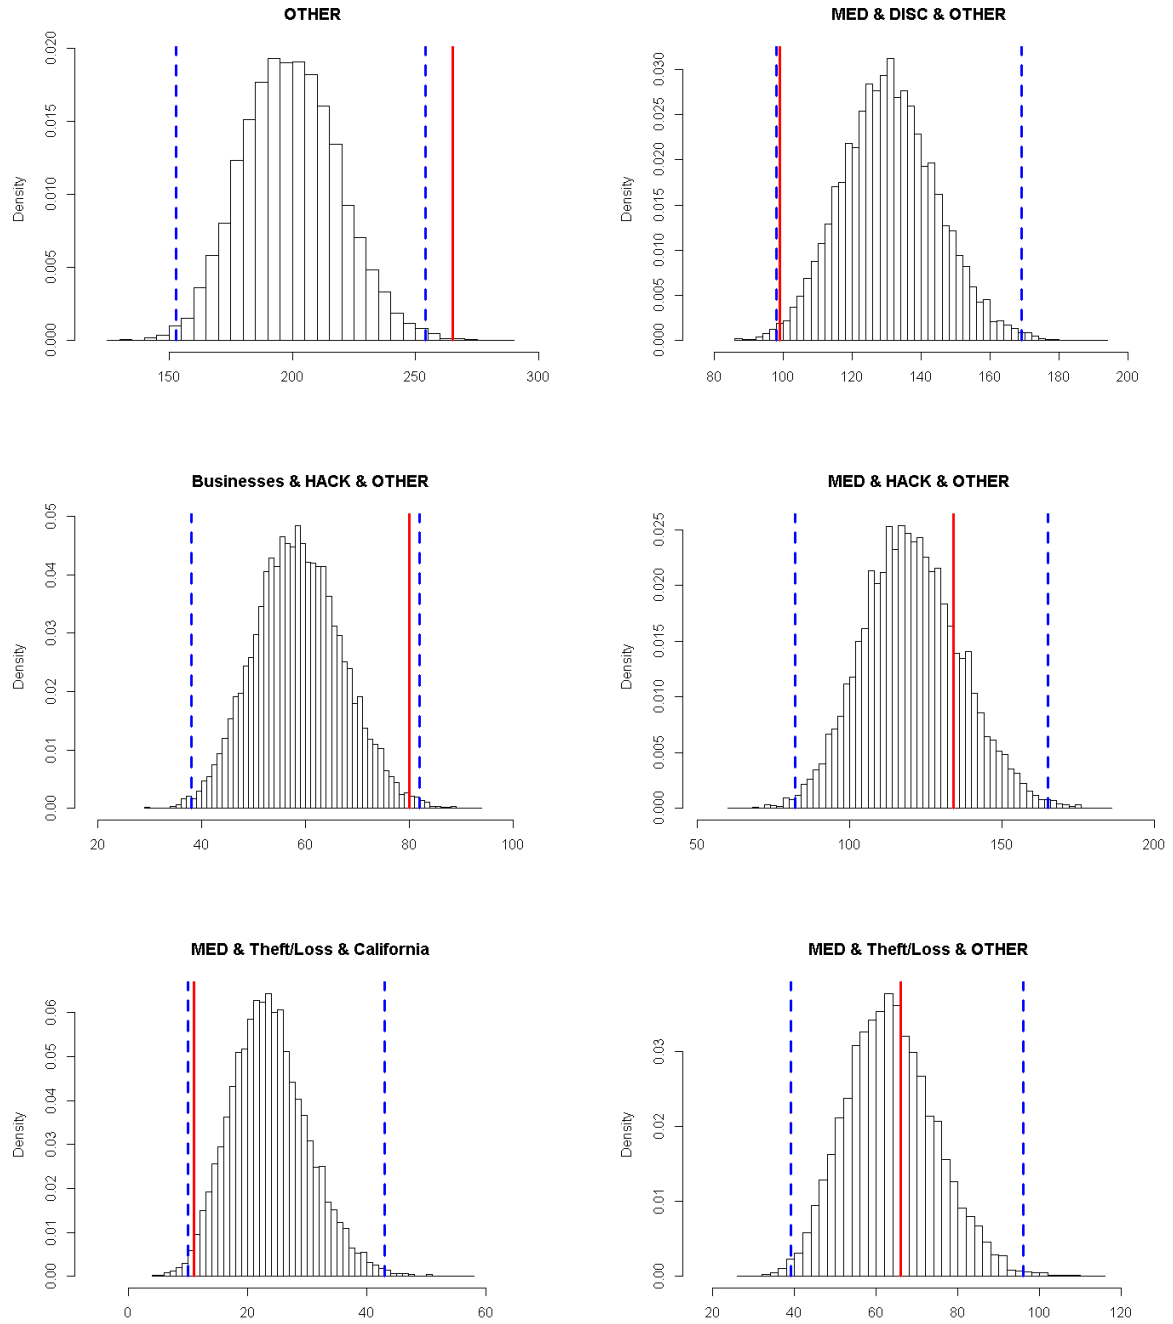 OTHER
MED & DISC & OTHER
Density
0.000 0.005 0.010 0.015 0.020
150 200 250 300
Density
0.000 0.005 0.010 0.015 0.020 0.025 0.030
80 100 120 140 160 180 200
Businesses & HACK & OTHER
MED & HACK & OTHER
Density
0.00 0.01 0.02 0.03 0.04 0.05
20 40 60 80 100
Density
0.000 0.005 0.010 0.015 0.020 0.025
50 100 150 200
MED & Theft/Loss & California
MED & Theft/Loss & OTHER
Density
0.00 0.01 0.02 0.03 0.04 0.05 0.06
0 20 40 60
Density
0.00 0.01 0.02 0.03
20 40 60 80 100 120